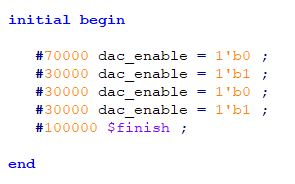 initial begin
#70000 dac_enable = 1'b0 ;
#30000 dac_enable = 1'b1 ;
#30000 dac_enable = 1'b0 ;
#30000 dac_enable = 1'b1 ;
#100000 $finish ;
end